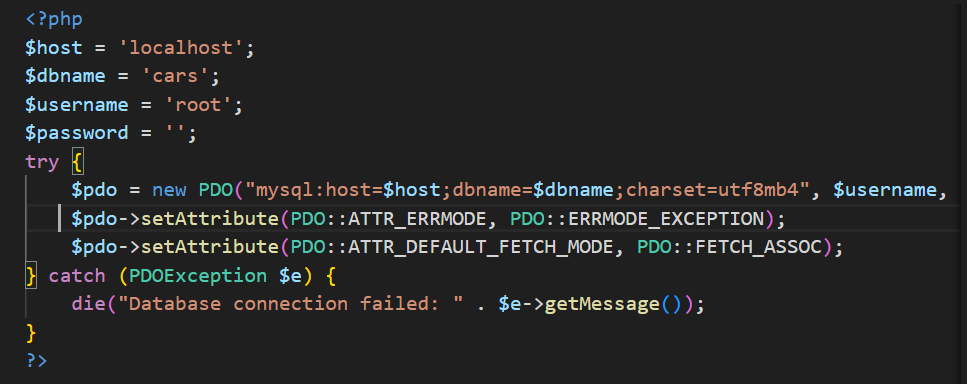 <?php
$host = 'localhost';
$dbname = 'cars';
$username = 'root';
$password = '';
try {
    $pdo = new PDO("mysql:host=$host;dbname=$dbname;charset=utf8mb4", $username,
    $pdo->setAttribute(PDO::ATTR_ERRMODE, PDO::ERRMODE_EXCEPTION);
    $pdo->setAttribute(PDO::ATTR_DEFAULT_FETCH_MODE, PDO::FETCH_ASSOC);
} catch (PDOException $e) {
    die("Database connection failed: " . $e->getMessage());
}
?>